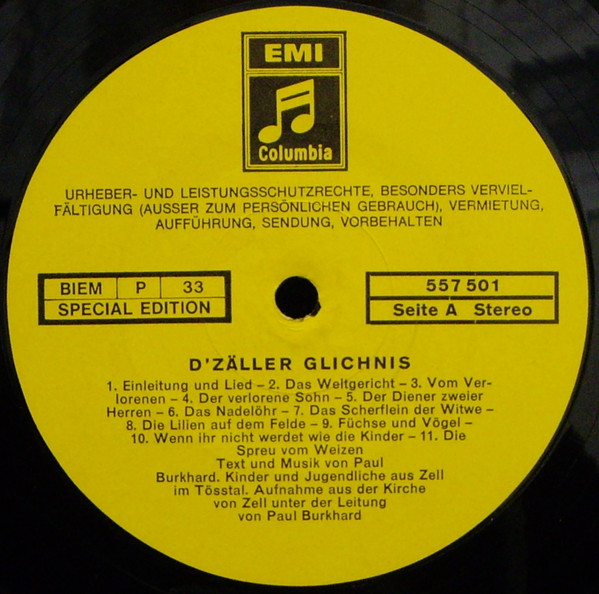 EMI
Columbia
URHEBER- UND LEISTUNGSSCHUTZRECHTE, BESONDERS VERVIEL-
FÄLTIGUNG (AUSSER ZUM PERSÖNLICHEN GEBRAUCH), VERMIETUNG,
AUFFÜHRUNG, SENDUNG, VORBEHALTEN
BIEM P 33
SPECIAL EDITION
557 501
Seite A Stereo
D'ZÄLLER GLICHNIS
1. Einleitung und Lied – 2. Das Weltgericht – 3. Vom Ver-
lorenen – 4. Der verlorene Sohn – 5. Der Diener zweier
Herren – 6. Das Nadelöhr – 7. Das Scherflein der Witwe –
8. Die Lilien auf dem Felde – 9. Füchse und Vögel –
10. Wenn ihr nicht werdet wie die Kinder – 11. Die
Spreu vom Weizen
Text und Musik von Paul
Burkhard. Kinder und Jugendliche aus Zell
im Tösstal. Aufnahme aus der Kirche
von Zell unter der Leitung
von Paul Burkhard